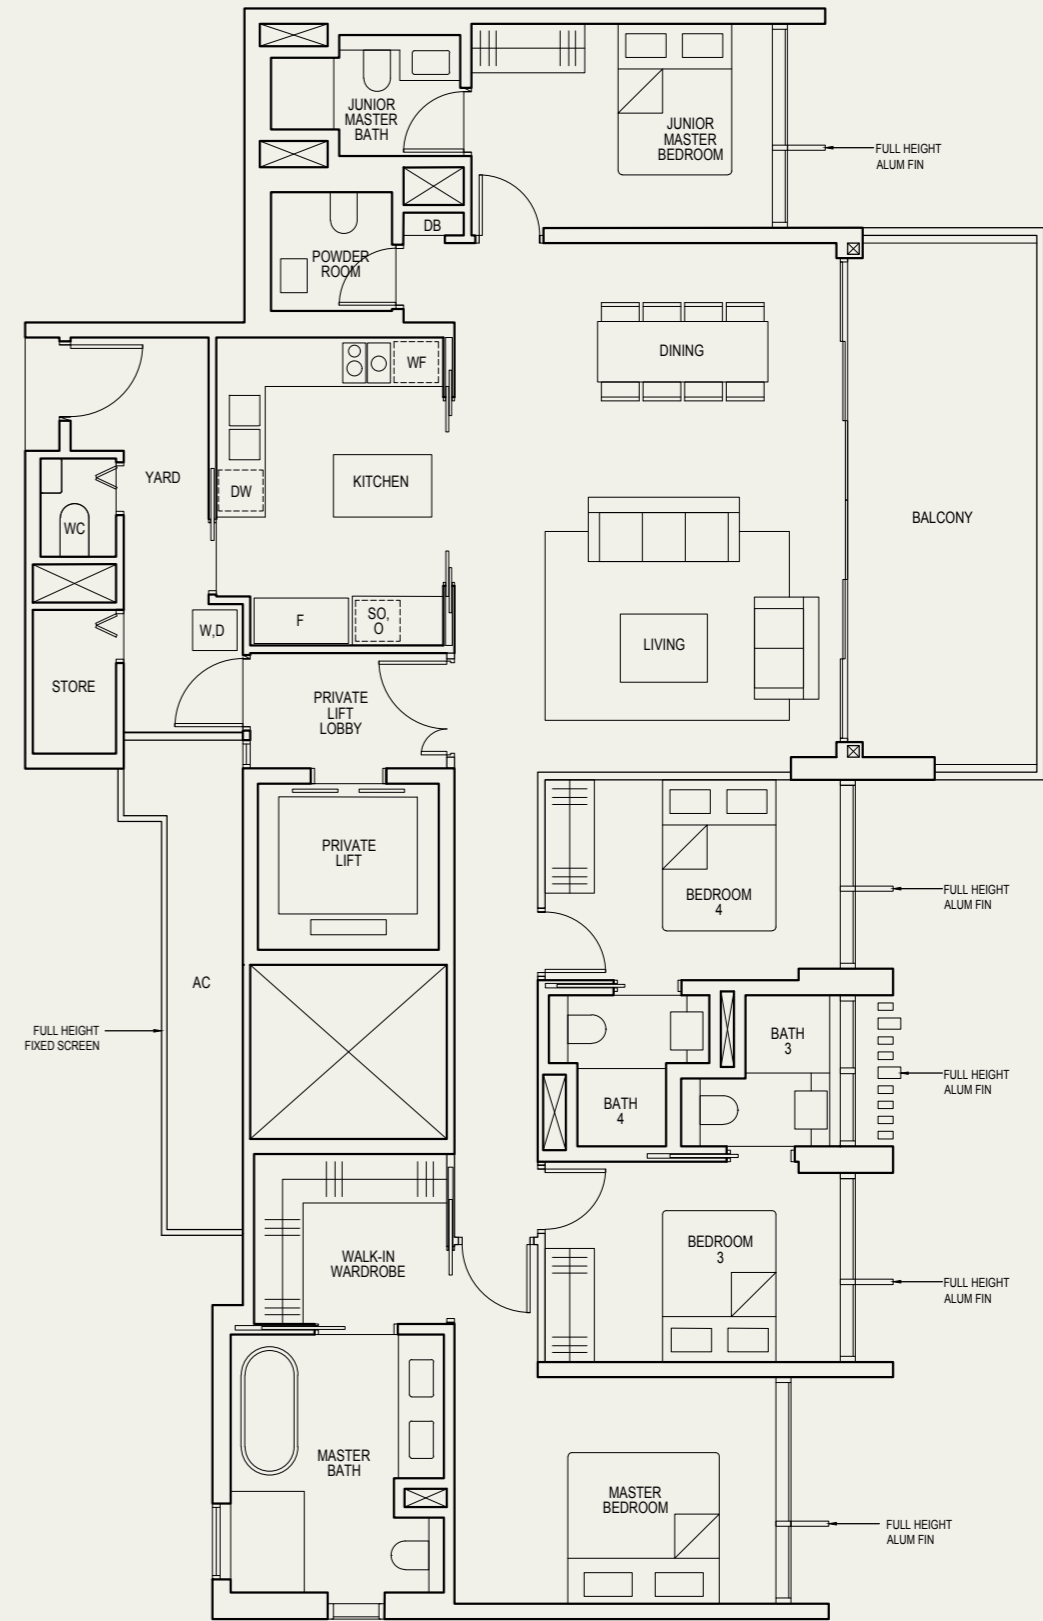 JUNIOR
MASTER
BATH
JUNIOR
MASTER
BEDROOM
FULL HEIGHT
ALUM FIN
DB
POWDER
ROOM
DINING
WF
YARD
DW
KITCHEN
WC
BALCONY
F
SO,
O
W,D
LIVING
STORE
PRIVATE
LIFT
LOBBY
PRIVATE
LIFT
BEDROOM
4
FULL HEIGHT
ALUM FIN
AC
FULL HEIGHT
FIXED SCREEN
BATH
3
FULL HEIGHT
ALUM FIN
BATH
4
WALK-IN
WARDROBE
BEDROOM
3
FULL HEIGHT
ALUM FIN
MASTER
BATH
MASTER
BEDROOM
FULL HEIGHT
ALUM FIN